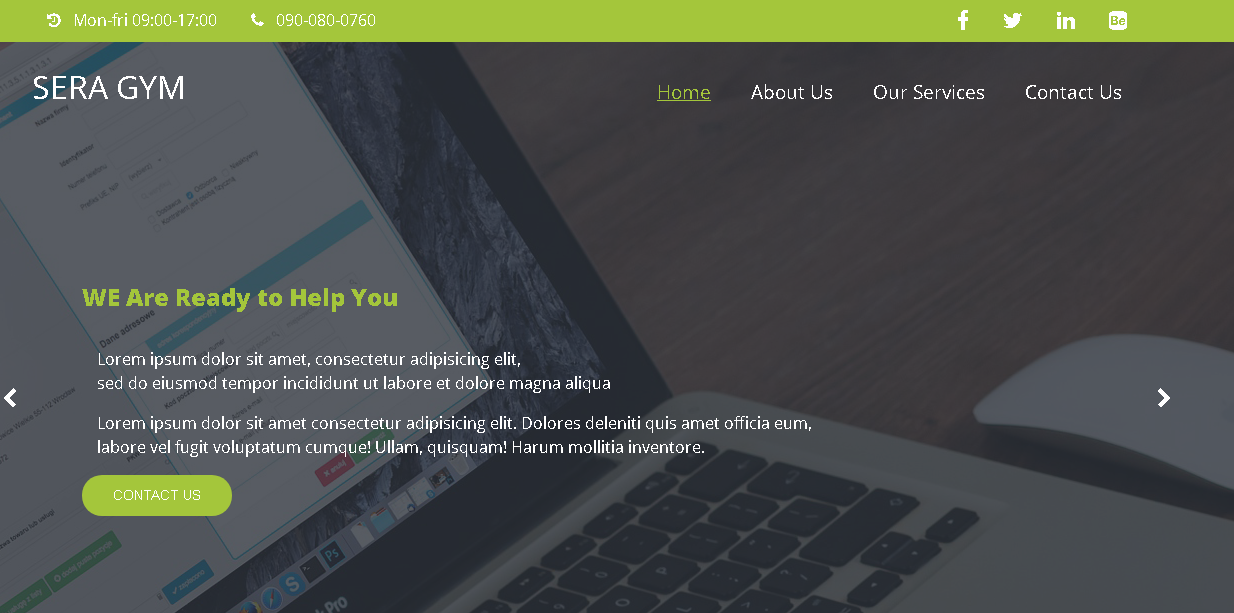 Mon-fri 09:00-17:00 090-080-0760
SERA GYM
Home About Us Our Services Contact Us
WE Are Ready to Help You
Lorem ipsum dolor sit amet, consectetur adipisicing elit,
sed do eiusmod tempor incididunt ut labore et dolore magna aliqua
Lorem ipsum dolor sit amet consectetur adipisicing elit. Dolores deleniti quis amet officia eum,
labore vel fugit voluptatum cumque! Ullam, quisquam! Harum mollitia inventore.
CONTACT US
Dane adresowe